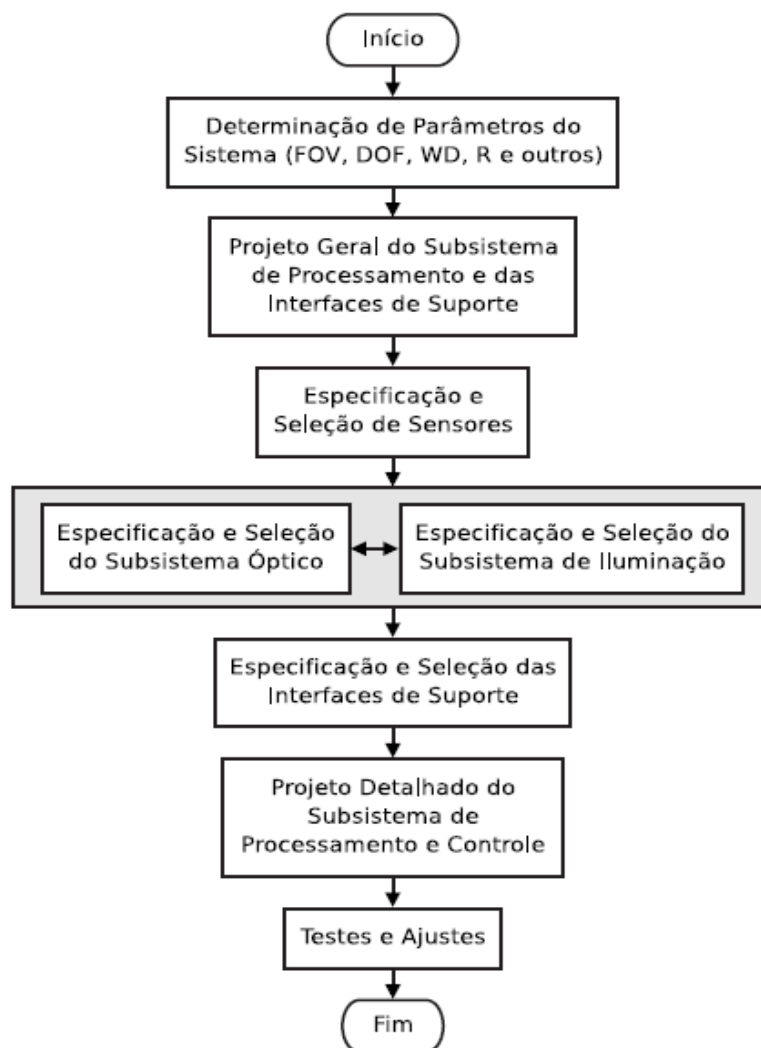 Início
Determinação de Parâmetros do
Sistema (FOV, DOF, WD, R e outros)
Projeto Geral do Subsistema
de Processamento e das
Interfaces de Suporte
Especificação e
Seleção de Sensores
Especificação e Seleção
do Subsistema Óptico
Especificação e Seleção do
Subsistema de Iluminação
Especificação e Seleção das
Interfaces de Suporte
Projeto Detalhado do
Subsistema de
Processamento e Controle
Testes e Ajustes
Fim